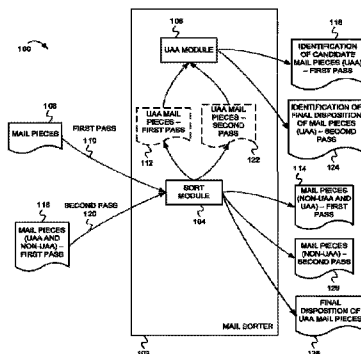 100
106
UAA MODULE
116
IDENTIFICATION
OF CANDIDATE
MAIL PIECES (UAA)
– FIRST PASS
108
MAIL PIECES
FIRST PASS
110
UAA MAIL
PIECES –
FIRST PASS
112
UAA MAIL
PIECES –
SECOND
PASS
122
IDENTIFICATION OF
FINAL DISPOSITION
OF MAIL PIECES
(UAA) – SECOND
PASS
124
118
MAIL PIECES
(UAA AND
NON-UAA) –
FIRST PASS
SECOND PASS
120
SORT
MODULE
104
114
MAIL PIECES
(NON-UAA AND
UAA) – FIRST
PASS
MAIL PIECES
(NON-UAA) –
SECOND PASS
MAIL SORTER
FINAL
DISPOSITION OF
UAA MAIL PIECES